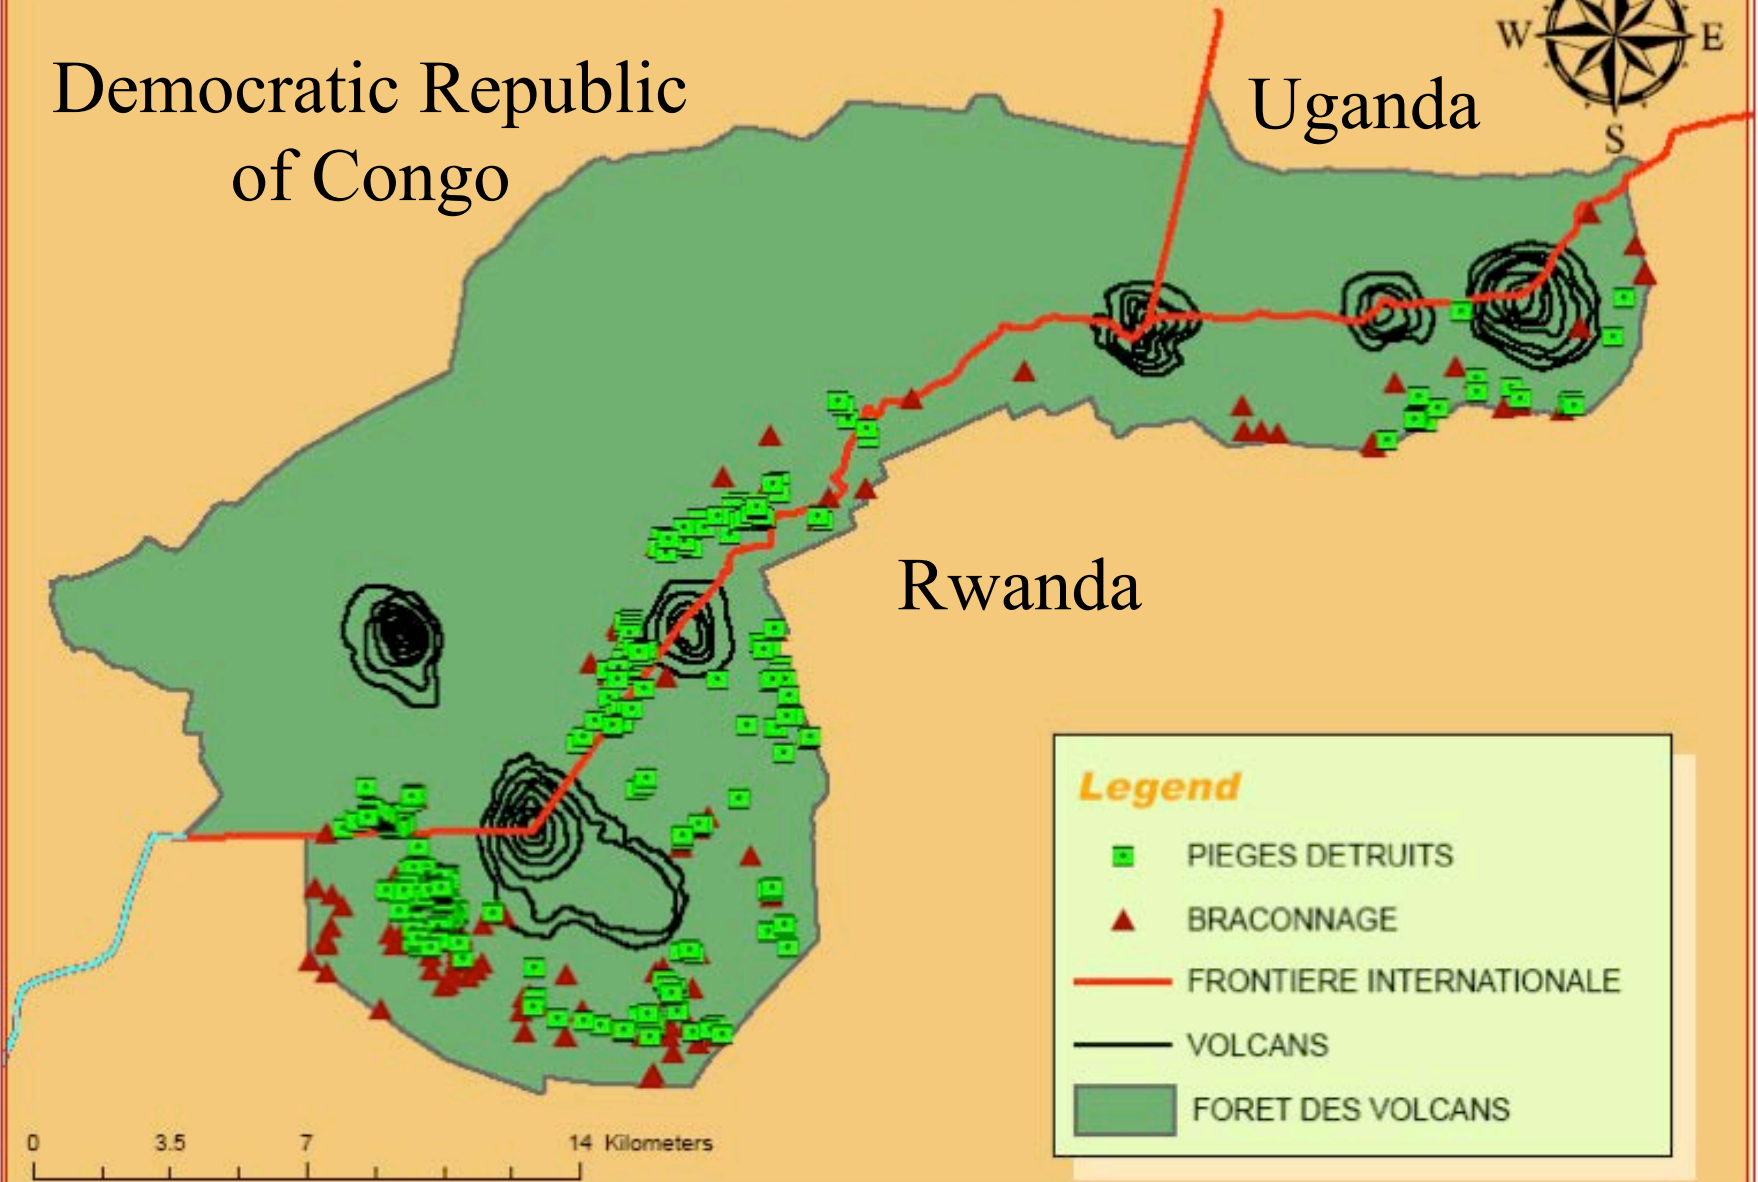 Democratic Republic
of Congo
Uganda
W
E
S
Rwanda
Legend
PIEGES DETRUITS
BRACONNAGE
FRONTIERE INTERNATIONALE
VOLCANS
FORET DES VOLCANS
0 3.5 7 14 Kilometers